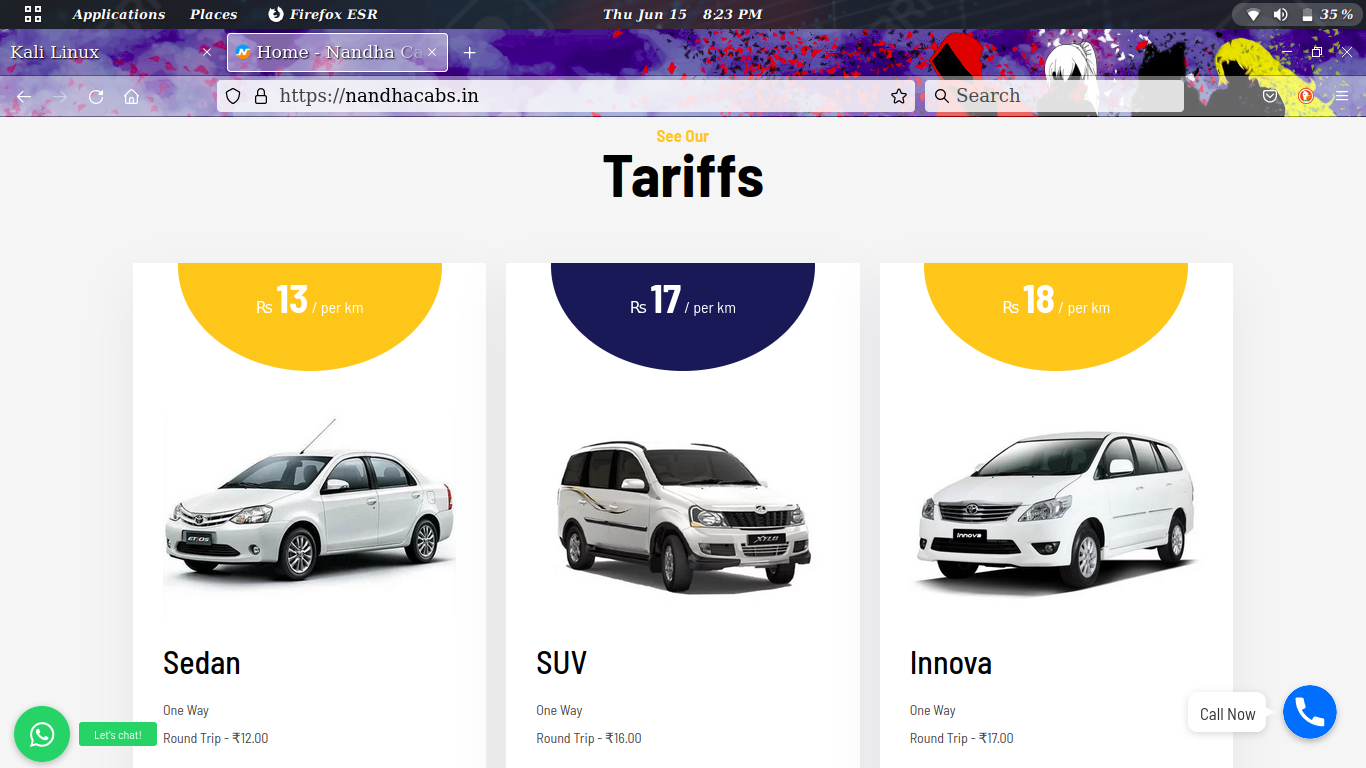 Applications Places Firefox ESR Thu Jun 15 8:23 PM 35 %
Kali Linux Home - Nandha Ca
https://nandhacabs.in Search
See Our
Tariffs
Rs 13 / per km
Rs 17 / per km
Rs 18 / per km
ETIOS
XYLO
Innova
Sedan
SUV
Innova
One Way
One Way
One Way
Round Trip - ₹12.00
Round Trip - ₹16.00
Round Trip - ₹17.00
Let's chat!
Call Now